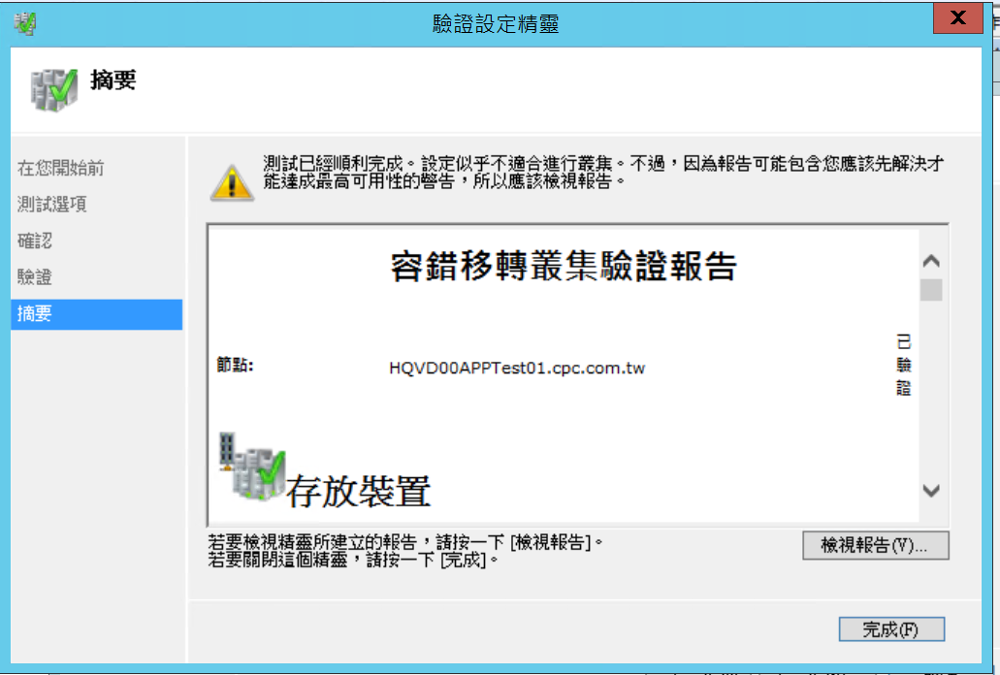 驗證設定精靈
摘要
在您開始前
測試選項
確認
驗證
摘要
測試已經順利完成。設定似乎不適合進行叢集。不過，因為報告可能包含您應該先解決才
能達成最高可用性的警告，所以應該檢視報告。
容錯移轉叢集驗證報告
節點:
HQVD00APPTest01.cpc.com.tw
已驗證
存放裝置
若要檢視精靈所建立的報告，請按一下 [檢視報告]。
若要關閉這個精靈，請按一下 [完成]。
檢視報告(V)...
完成(F)